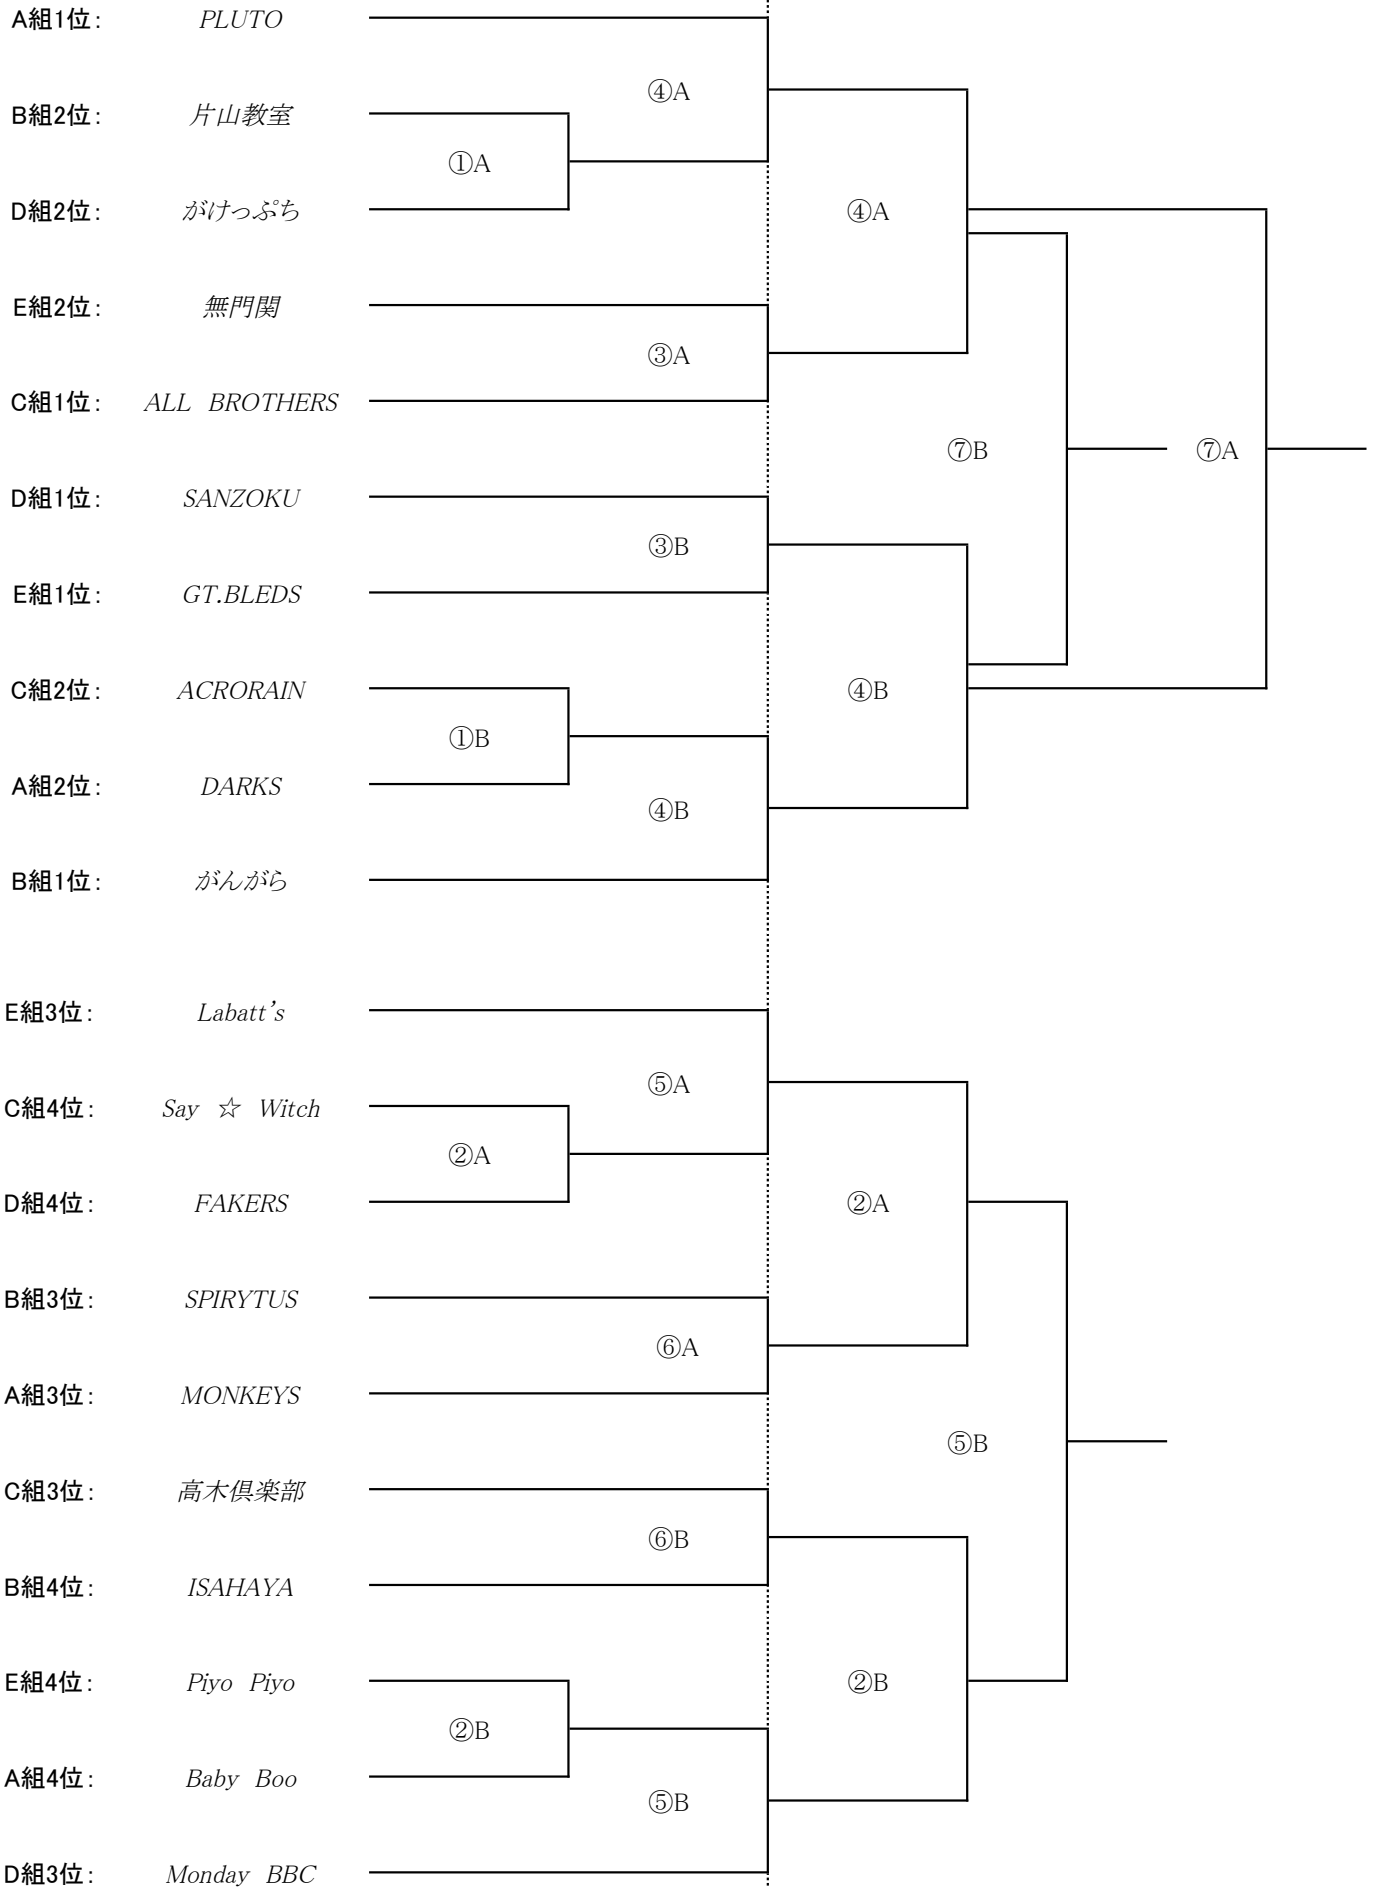 A組1位： PLUTO
④A
B組2位： 片山教室
①A
D組2位： がけっぷち ④A
E組2位： 無門関
③A
C組1位： ALL BROTHERS
⑦B ⑦A
D組1位： SANZOKU
③B
E組1位： GT.BLEDS
C組2位： ACRORAIN ④B
①B
A組2位： DARKS
④B
B組1位： がんがら
E組3位： Labatt's
⑤A
C組4位： Say ☆ Witch
②A
D組4位： FAKERS ②A
B組3位： SPIRYTUS
⑥A
A組3位： MONKEYS
⑤B
C組3位： 高木倶楽部
⑥B
B組4位： ISAHAYA
E組4位： Piyo Piyo ②B
②B
A組4位： Baby Boo
⑤B
D組3位： Monday BBC